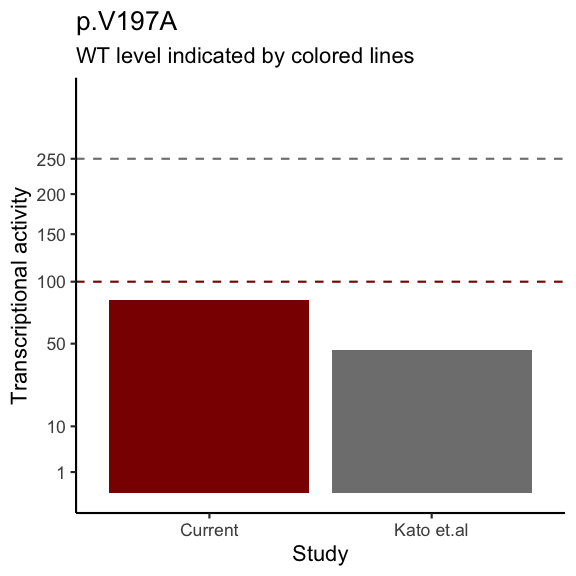 p.V197A
WT level indicated by colored lines
Transcriptional activity
250
200
150
100
50
10
1
Current
Kato et.al
Study